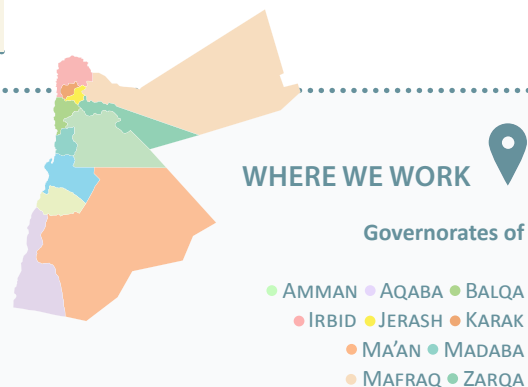 WHERE WE WORK
Governorates of
• AMMAN • AQABA • BALQA
• IRBID • JERASH • KARAK
• MA'AN • MADABA
• MAFRAQ • ZARQA